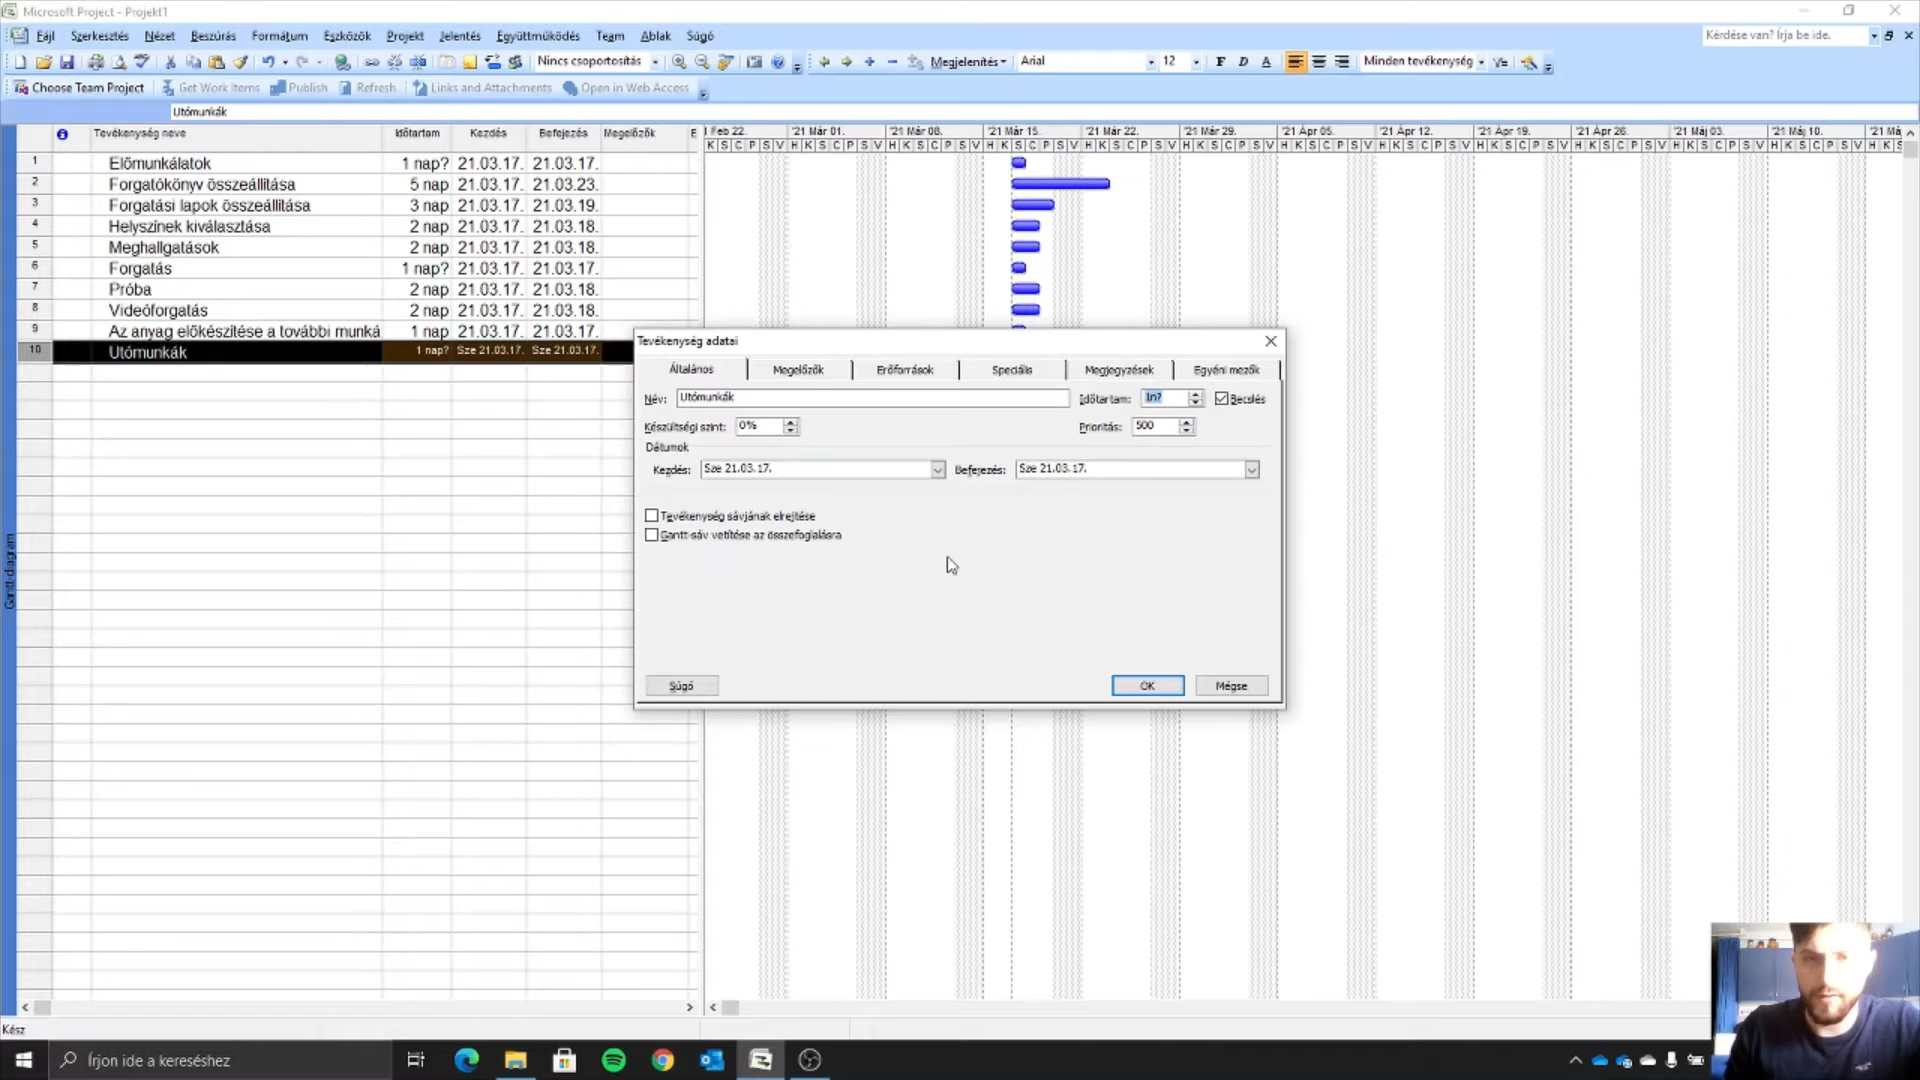 Microsoft Project - Projekt1
Fájl Szerkesztés Nézet Beszúrás Formátum Eszközök Projekt Jelentés Együttműködés Team Ablak Súgó
Kérdése van? Írja be ide.
Nincs csoportosítás Megjelenítés Arial 12 F D A Minden tevékenység
Choose Team Project Get Work Items Publish Refresh Links and Attachments Open in Web Access
Utómunkák
Tevékenység neve Időtartam Kezdés Befejezés Megelőzők E
Feb 22. '21 Már 01. '21 Már 08. '21 Már 15. '21 Már 22. '21 Már 29. '21 Ápr 05. '21 Ápr 12. '21 Ápr 19. '21 Ápr 26. '21 Máj 03. '21 Máj 10. '21 Má
K S C P S V H K S C P S V H K S C P S V H K S C P S V H K S C P S V H K S C P S V H K S C P S V H K S C P S V H K S C P S V H K S C P S V H K S C P S V H K S C P S V H K S
1 Előmunkálatok 1 nap? 21.03.17. 21.03.17.
2 Forgatókönyv összeállítása 5 nap 21.03.17. 21.03.23.
3 Forgatási lapok összeállítása 3 nap 21.03.17. 21.03.19.
4 Helyszínek kiválasztása 2 nap 21.03.17. 21.03.18.
5 Meghallgatások 2 nap 21.03.17. 21.03.18.
6 Forgatás 1 nap? 21.03.17. 21.03.17.
7 Próba 2 nap 21.03.17. 21.03.18.
8 Videóforgatás 2 nap 21.03.17. 21.03.18.
9 Az anyag előkészítése a további munká 1 nap 21.03.17. 21.03.17.
10 Utómunkák 1 nap? Sze 21.03.17. Sze 21.03.17.
Gantt-diagram
Tevékenység adatai
Általános Megelőzők Erőforrások Speciális Megjegyzések Egyéni mezők
Név: Utómunkák Időtartam: 1n? Becslés
Készültségi szint: 0% Prioritás: 500
Dátumok
Kezdés: Sze 21.03.17. Befejezés: Sze 21.03.17.
Tevékenység sávjának elrejtése
Gantt-sáv vetítése az összefoglalásra
Súgó OK Mégse
Kész
Írjon ide a kereséshez